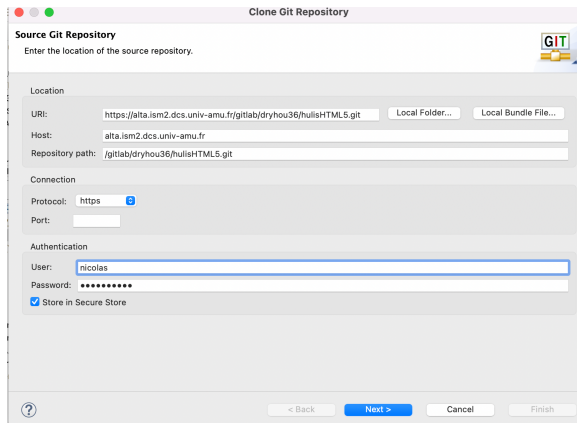 Clone Git Repository
Source Git Repository
Enter the location of the source repository.
GIT
Location
URI: https://alta.ism2.dcs.univ-amu.fr/gitlab/dryhou36/hulisHTML5.git Local Folder... Local Bundle File...
Host: alta.ism2.dcs.univ-amu.fr
Repository path: /gitlab/dryhou36/hulisHTML5.git
Connection
Protocol: https
Port:
Authentication
User: nicolas
Password: ●●●●●●●●●●
Store in Secure Store
? < Back Next > Cancel Finish